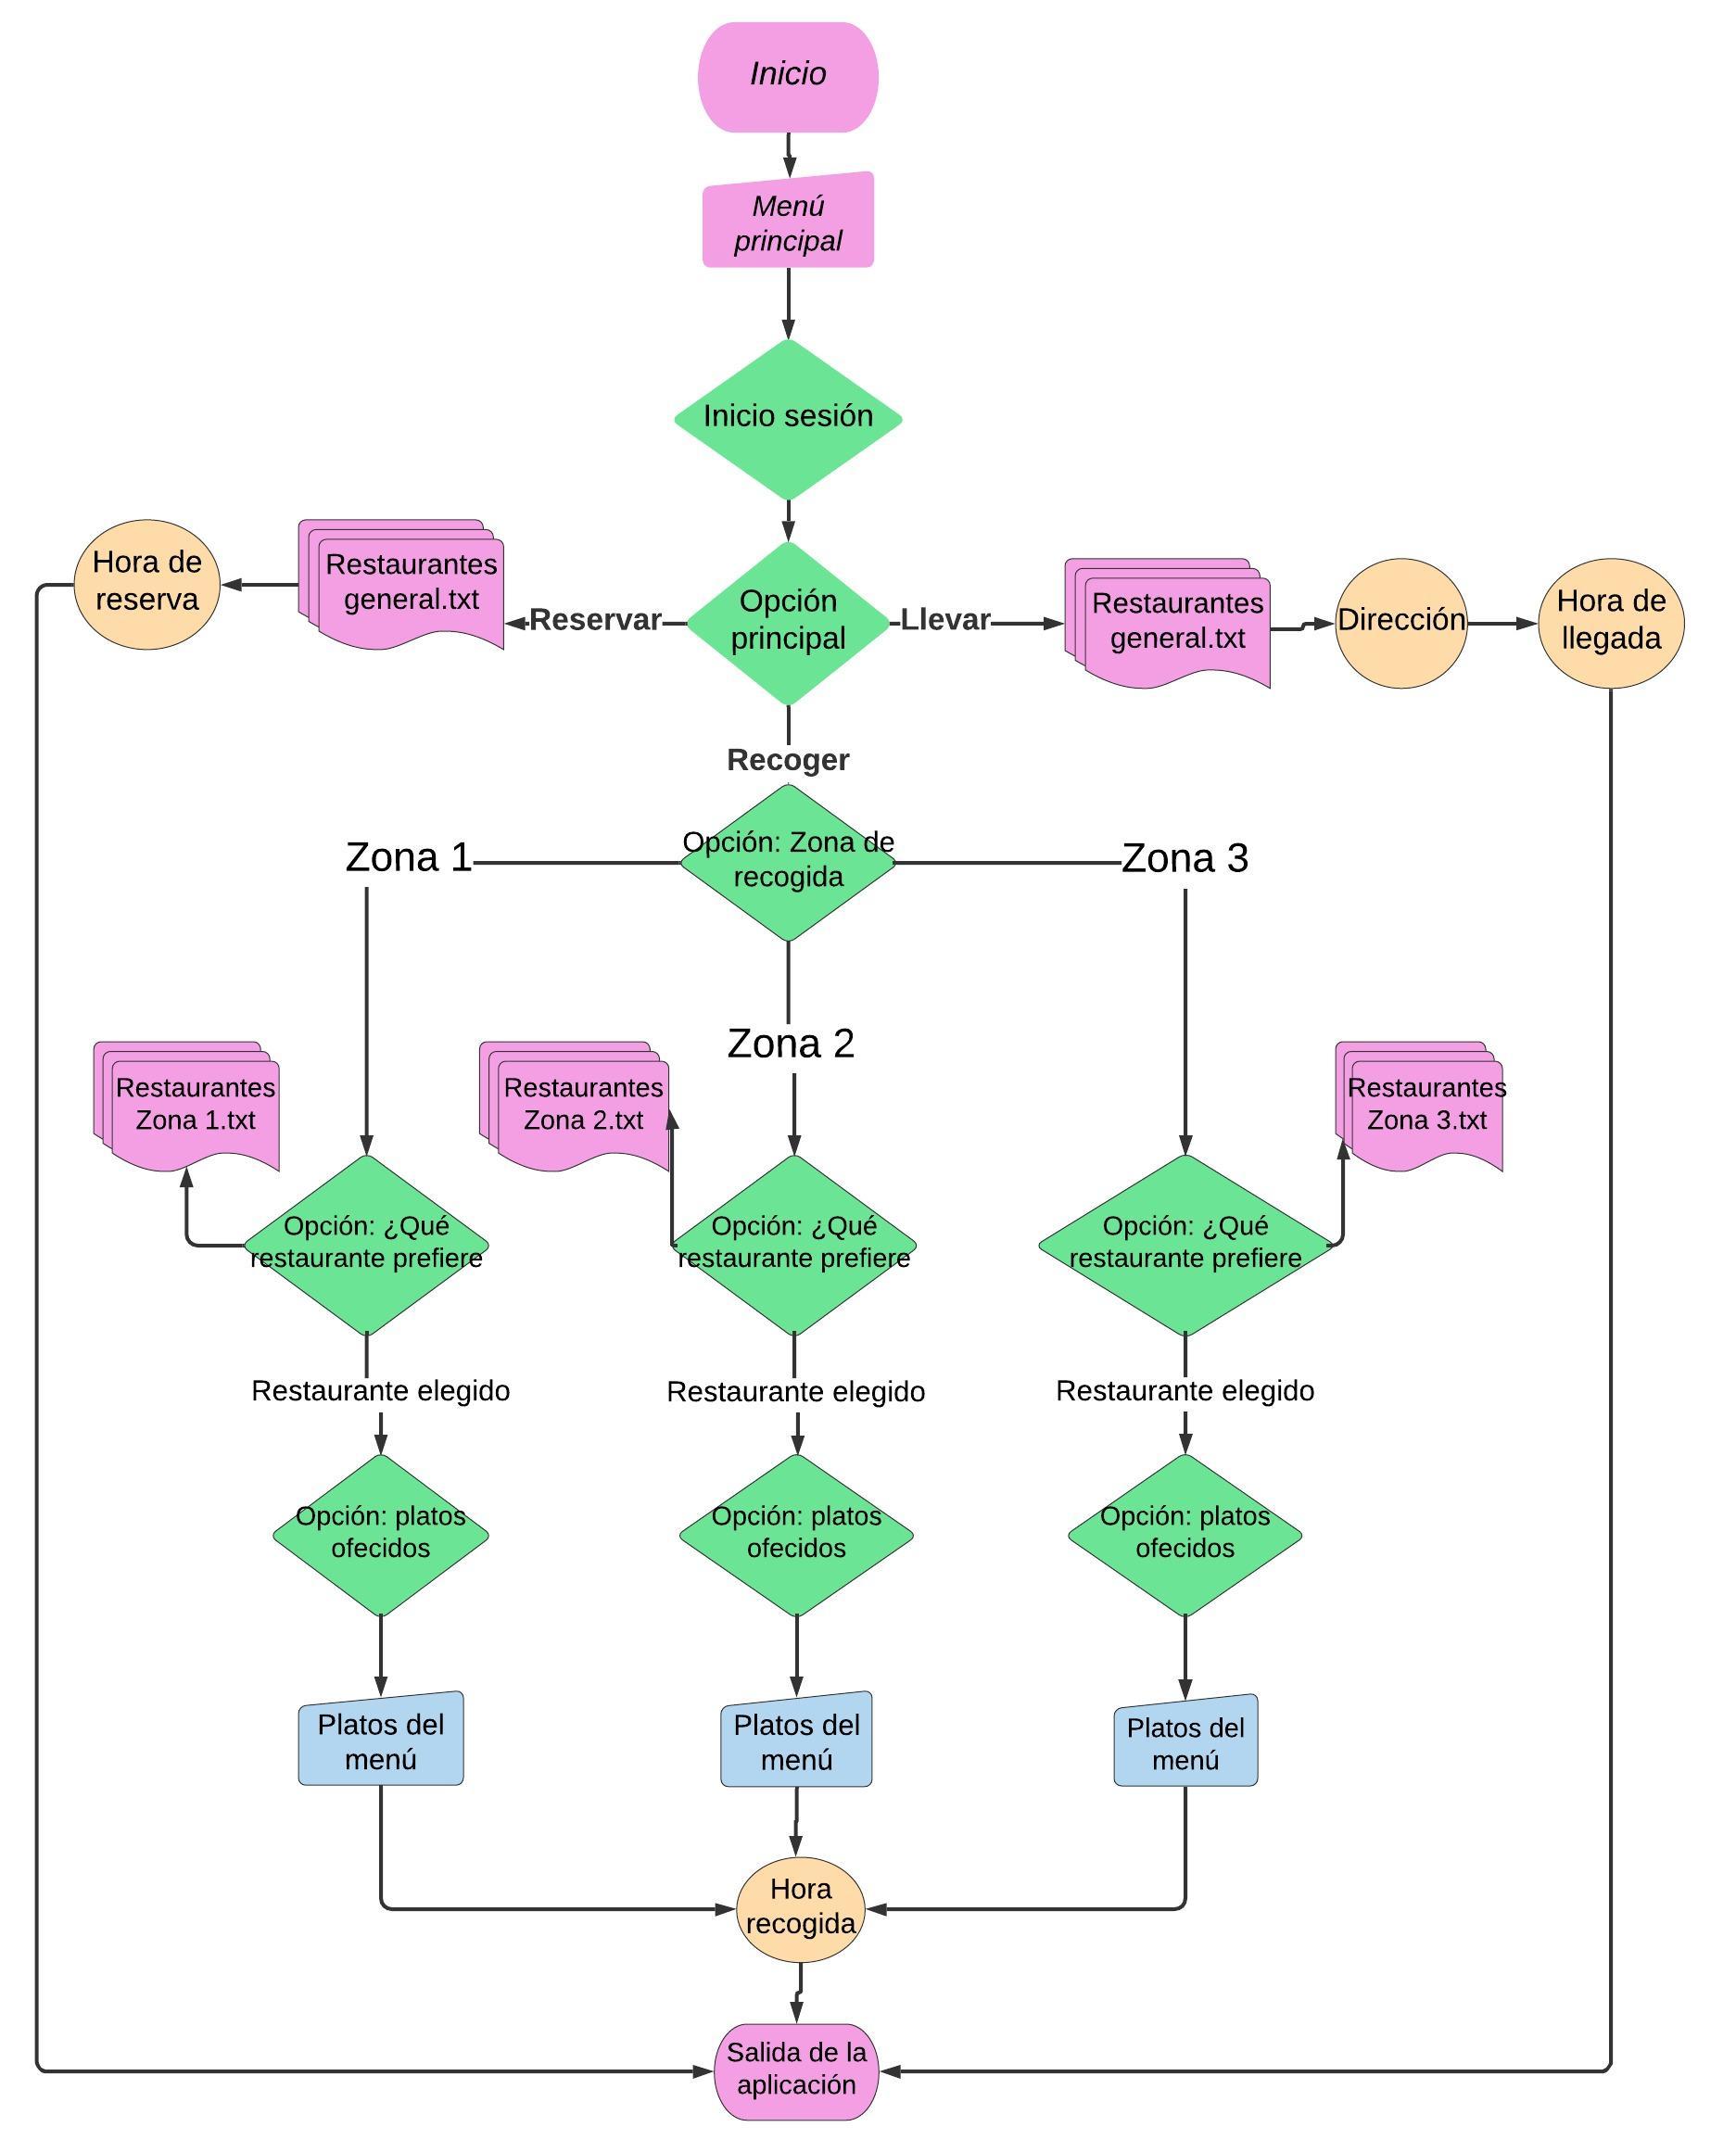 Inicio
Menú
principal
Inicio sesión
Hora de
reserva
Restaurantes
general.txt
Reservar
Opción
principal
Llevar
Restaurantes
general.txt
Dirección
Hora de
llegada
Recoger
Zona 1
Opción: Zona de
recogida
Zona 3
Zona 2
Restaurantes
Zona 1.txt
Restaurantes
Zona 2.txt
Restaurantes
Zona 3.txt
Opción: ¿Qué
restaurante prefiere
Opción: ¿Qué
restaurante prefiere
Opción: ¿Qué
restaurante prefiere
Restaurante elegido
Restaurante elegido
Restaurante elegido
Opción: platos
ofecidos
Opción: platos
ofecidos
Opción: platos
ofecidos
Platos del
menú
Platos del
menú
Platos del
menú
Hora
recogida
Salida de la
aplicación